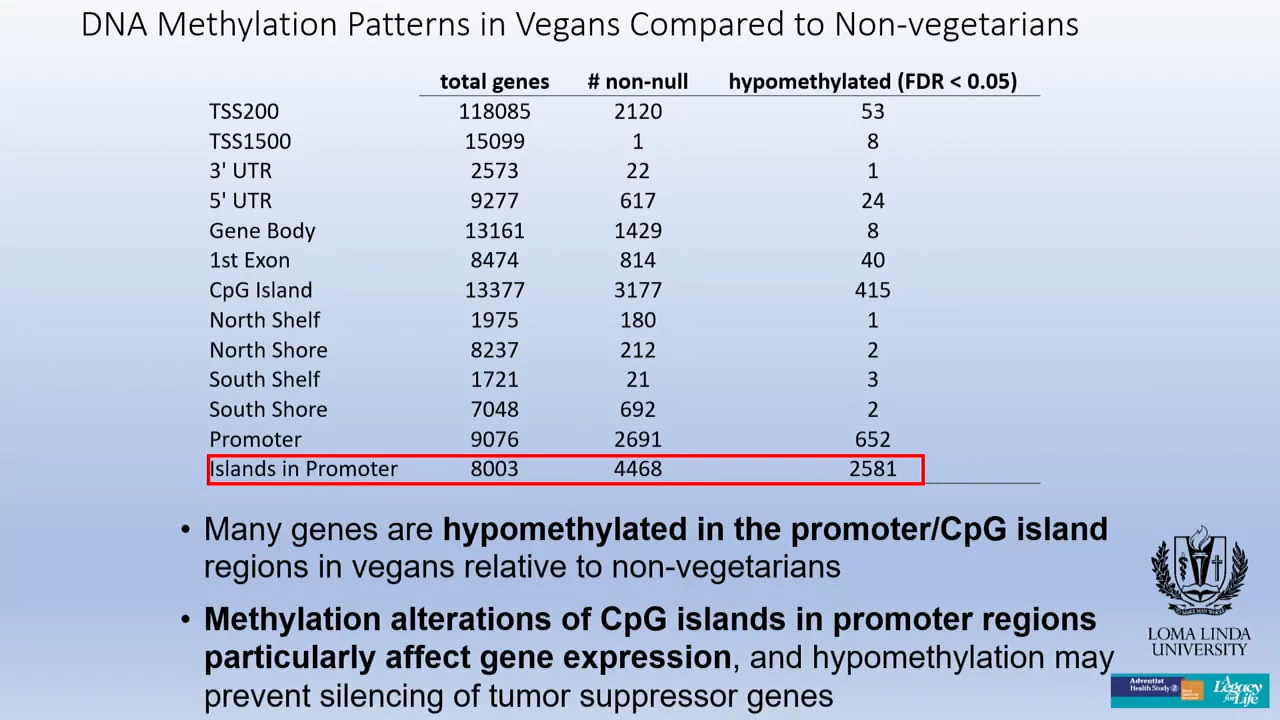 DNA Methylation Patterns in Vegans Compared to Non-vegetarians
total genes # non-null hypomethylated (FDR < 0.05)
TSS200 118085 2120 53
TSS1500 15099 1 8
3' UTR 2573 22 1
5' UTR 9277 617 24
Gene Body 13161 1429 8
1st Exon 8474 814 40
CpG Island 13377 3177 415
North Shelf 1975 180 1
North Shore 8237 212 2
South Shelf 1721 21 3
South Shore 7048 692 2
Promoter 9076 2691 652
Islands in Promoter 8003 4468 2581
• Many genes are hypomethylated in the promoter/CpG island
regions in vegans relative to non-vegetarians
• Methylation alterations of CpG islands in promoter regions
particularly affect gene expression, and hypomethylation may
prevent silencing of tumor suppressor genes
LOMA LINDA
UNIVERSITY
Adventist
Health Study 2
A Legacy
for Life